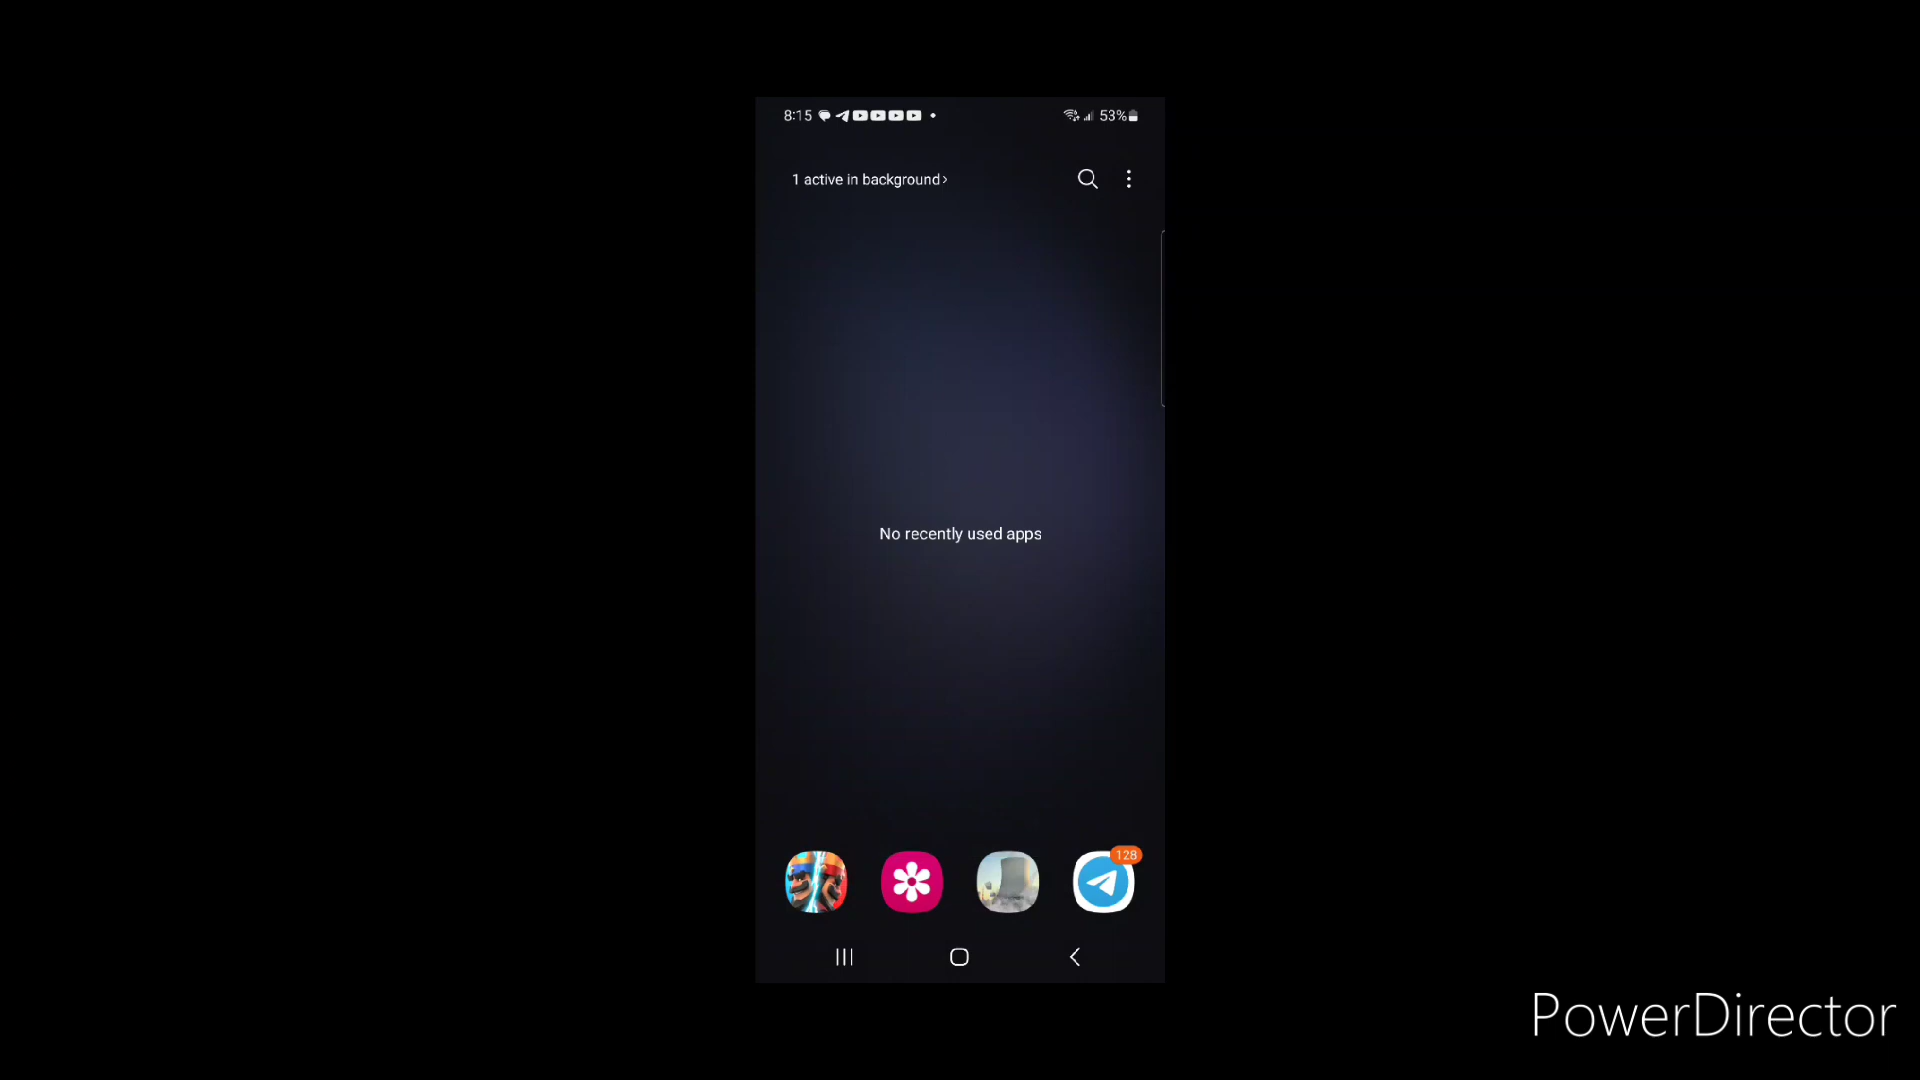 8:15
53%
1 active in background
No recently used apps
128
PowerDirector